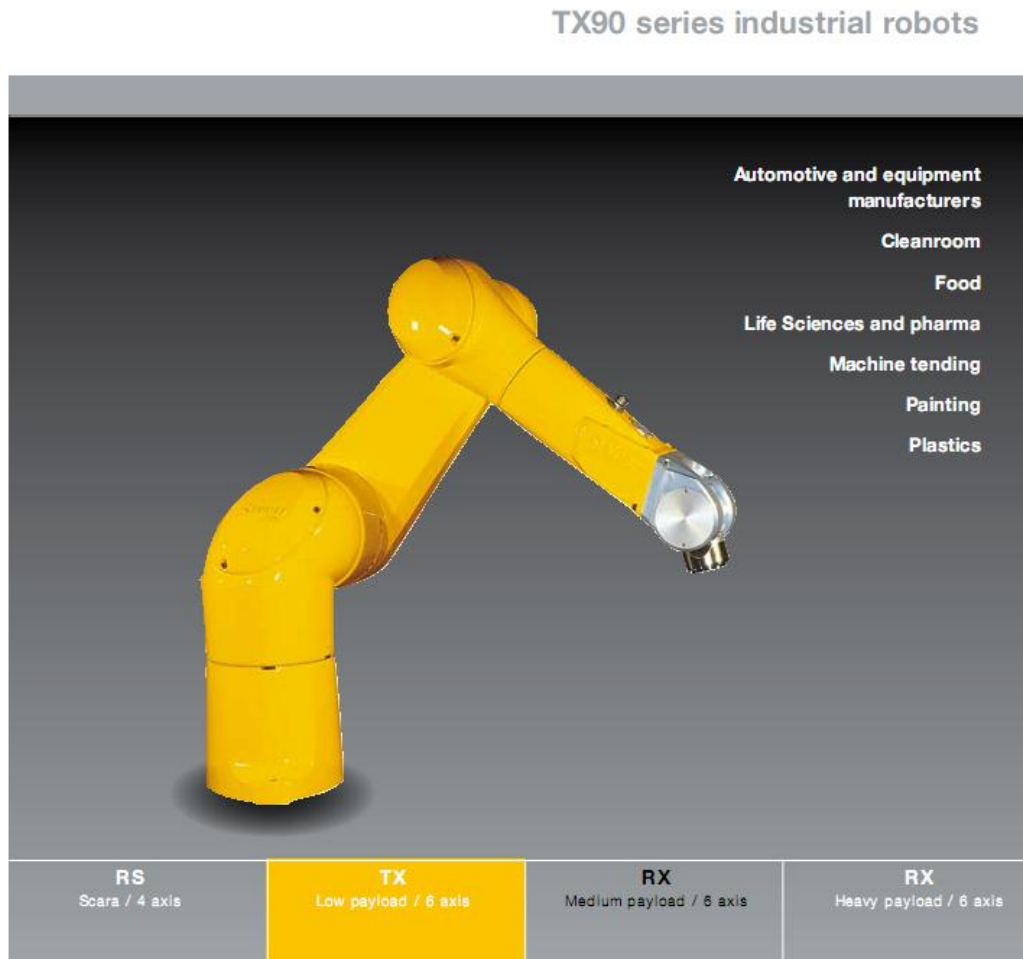 TX90 series industrial robots
Automotive and equipment
manufacturers
Cleanroom
Food
Life Sciences and pharma
Machine tending
Painting
Plastics
RS
Scara / 4 axis
TX
Low payload / 6 axis
RX
Medium payload / 6 axis
RX
Heavy payload / 6 axis